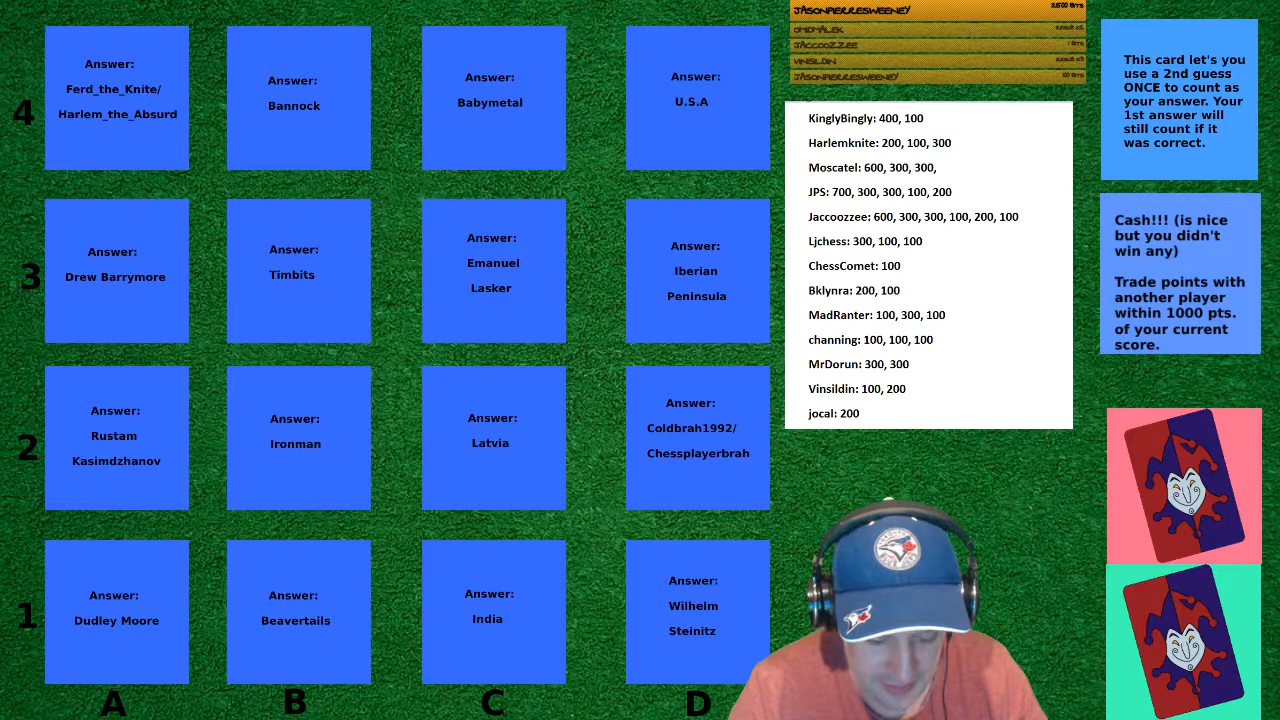 4
Answer:
Ferd_the_Knite/
Harlem_the_Absurd
Answer:
Bannock
Answer:
Babymetal
Answer:
U.S.A
3
Answer:
Drew Barrymore
Answer:
Timbits
Answer:
Emanuel
Lasker
Answer:
Iberian
Peninsula
2
Answer:
Rustam
Kasimdzhanov
Answer:
Ironman
Answer:
Latvia
Answer:
Coldbrah1992/
Chessplayerbrah
1
Answer:
Dudley Moore
Answer:
Beavertails
Answer:
India
Answer:
Wilhelm
Steinitz
A B C D
JASONPIERRESWEENEY
OMIDMALEK
JACCOOZZEE
VINSILDIN
JASONPIERRESWEENEY
KinglyBingly: 400, 100
Harlemknite: 200, 100, 300
Moscatel: 600, 300, 300,
JPS: 700, 300, 300, 100, 200
Jaccoozzee: 600, 300, 300, 100, 200, 100
Ljchess: 300, 100, 100
ChessComet: 100
Bklynra: 200, 100
MadRanter: 100, 300, 100
channing: 100, 100, 100
MrDorun: 300, 300
Vinsildin: 100, 200
jocal: 200
This card let's you
use a 2nd guess
ONCE to count as
your answer. Your
1st answer will
still count if it
was correct.
Cash!!! (is nice
but you didn't
win any)
Trade points with
another player
within 1000 pts.
of your current
score.